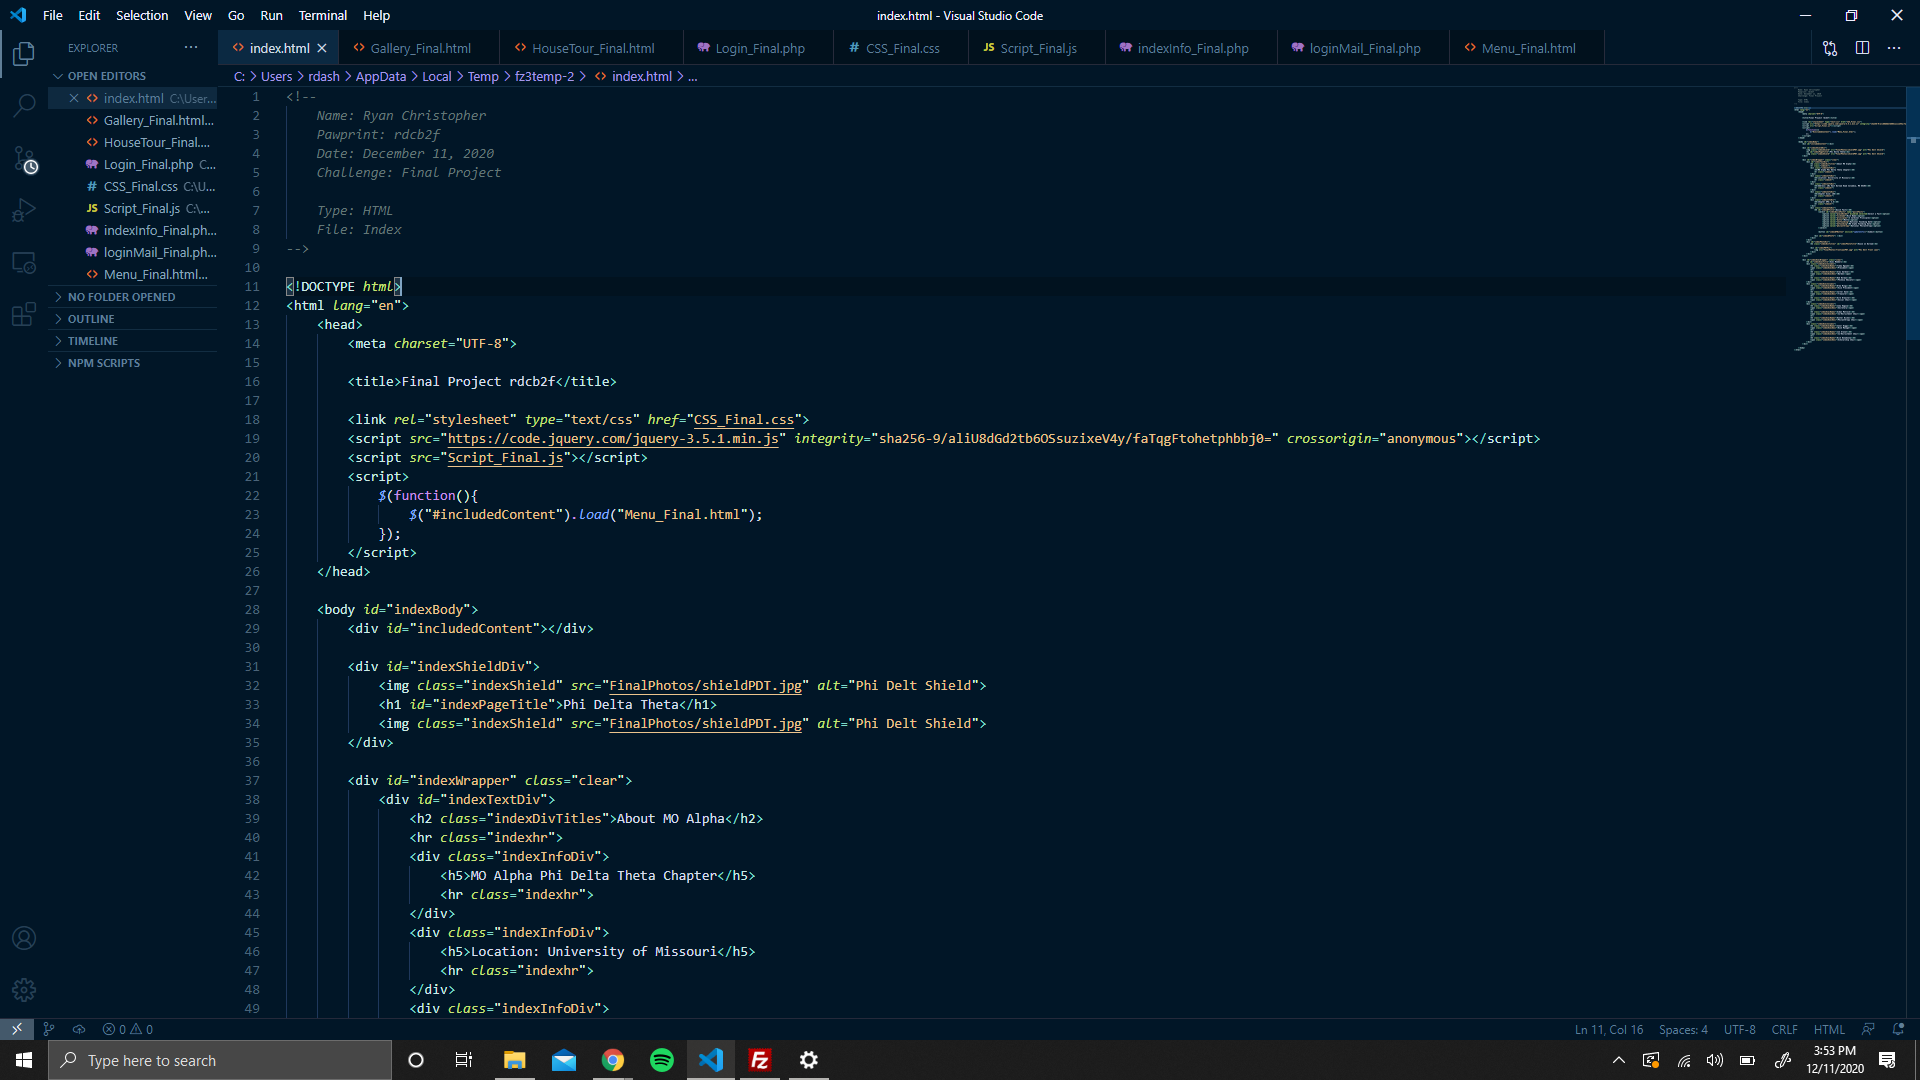 File Edit Selection View Go Run Terminal Help
index.html - Visual Studio Code
EXPLORER
index.html Gallery_Final.html HouseTour_Final.html Login_Final.php CSS_Final.css Script_Final.js indexInfo_Final.php loginMail_Final.php Menu_Final.html
C: > Users > rdash > AppData > Local > Temp > fz3temp-2 > index.html > ...
OPEN EDITORS
index.html C:\User...
Gallery_Final.html...
HouseTour_Final....
Login_Final.php C...
CSS_Final.css C:\U...
Script_Final.js C:\...
indexInfo_Final.ph...
loginMail_Final.ph...
Menu_Final.html...
NO FOLDER OPENED
OUTLINE
TIMELINE
NPM SCRIPTS
1 <!--
2 Name: Ryan Christopher
3 Pawprint: rdcb2f
4 Date: December 11, 2020
5 Challenge: Final Project
6
7 Type: HTML
8 File: Index
9 -->
10
11 <!DOCTYPE html>
12 <html lang="en">
13 <head>
14 <meta charset="UTF-8">
15
16 <title>Final Project rdcb2f</title>
17
18 <link rel="stylesheet" type="text/css" href="CSS_Final.css">
19 <script src="https://code.jquery.com/jquery-3.5.1.min.js" integrity="sha256-9/aliU8dGd2tb6OSsuzixeV4y/faTqgFtohetphbbj0=" crossorigin="anonymous"></script>
20 <script src="Script_Final.js"></script>
21 <script>
22 $(function(){
23 $("#includedContent").load("Menu_Final.html");
24 });
25 </script>
26 </head>
27
28 <body id="indexBody">
29 <div id="includedContent"></div>
30
31 <div id="indexShieldDiv">
32 <img class="indexShield" src="FinalPhotos/shieldPDT.jpg" alt="Phi Delt Shield">
33 <h1 id="indexPageTitle">Phi Delta Theta</h1>
34 <img class="indexShield" src="FinalPhotos/shieldPDT.jpg" alt="Phi Delt Shield">
35 </div>
36
37 <div id="indexWrapper" class="clear">
38 <div id="indexTextDiv">
39 <h2 class="indexDivTitles">About MO Alpha</h2>
40 <hr class="indexhr">
41 <div class="indexInfoDiv">
42 <h5>MO Alpha Phi Delta Theta Chapter</h5>
43 <hr class="indexhr">
44 </div>
45 <div class="indexInfoDiv">
46 <h5>Location: University of Missouri</h5>
47 <hr class="indexhr">
48 </div>
49 <div class="indexInfoDiv">
0 0
Ln 11, Col 16 Spaces: 4 UTF-8 CRLF HTML
Type here to search
3:53 PM
12/11/2020